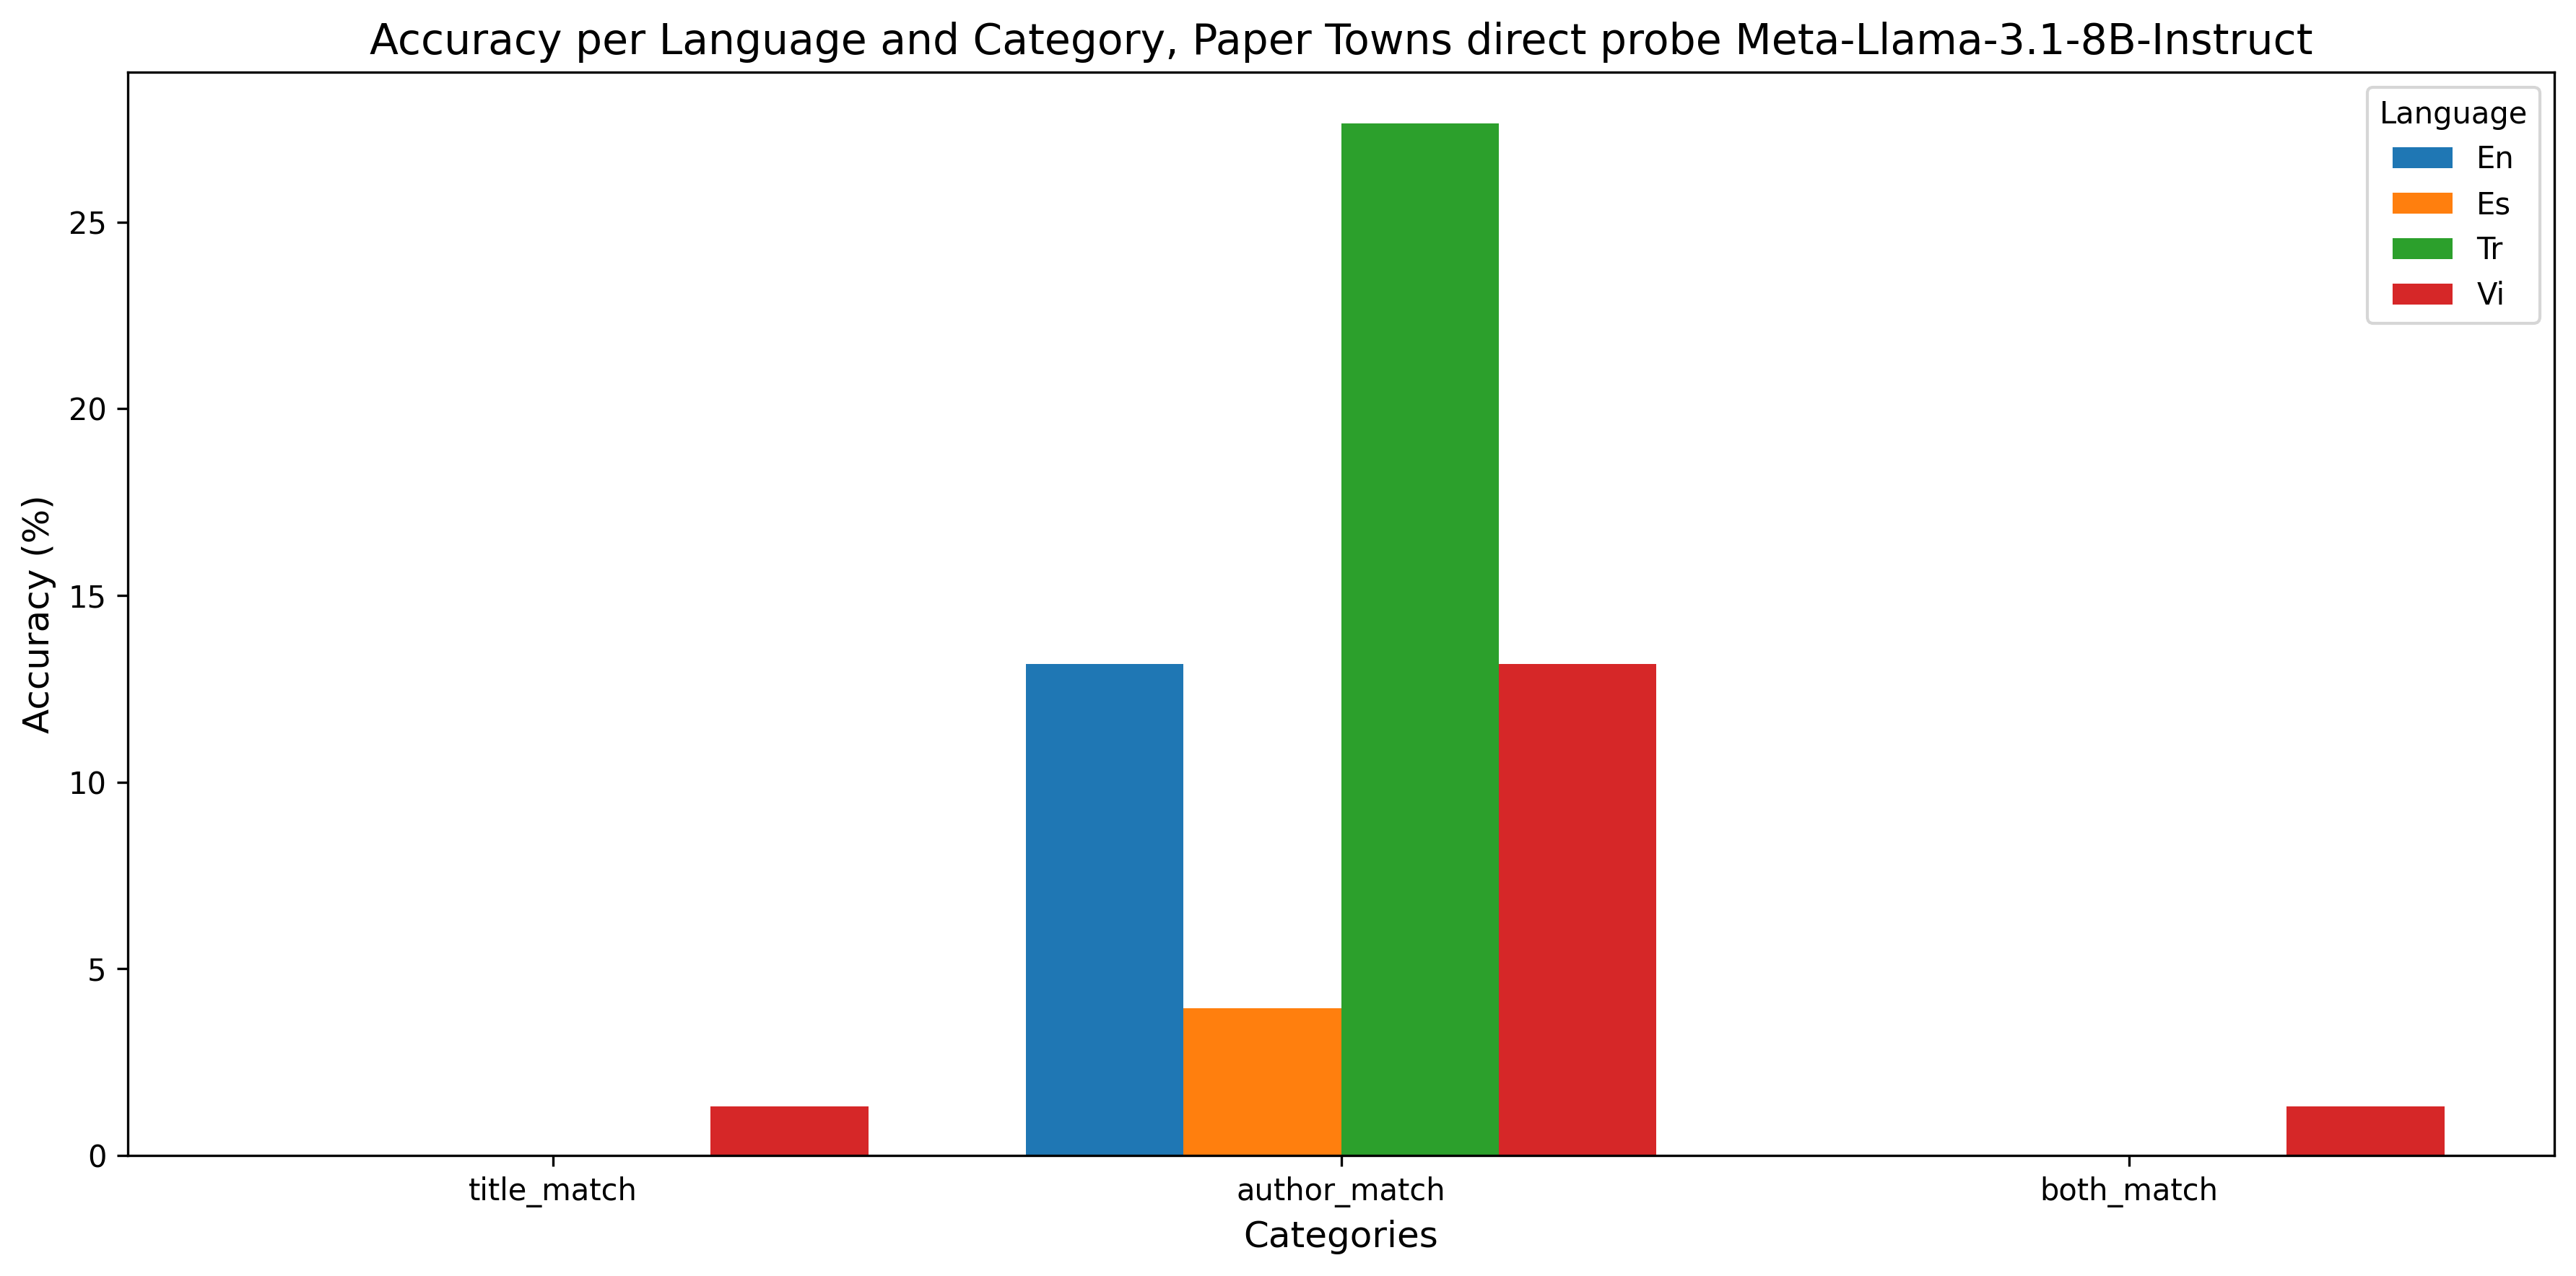 Accuracy per Language and Category, Paper Towns direct probe Meta-Llama-3.1-8B-Instruct
Language
En
Es
Tr
Vi
Accuracy (%)
25
20
15
10
5
0
title_match
author_match
both_match
Categories